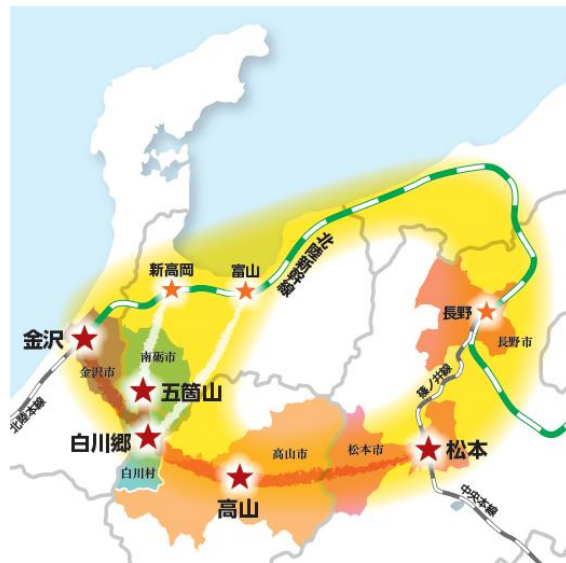 北陸新幹線
新高岡
富山
長野
長野市
金沢
金沢市
南砺市
五箇山
篠ノ井線
北陸本線
白川郷
白川村
高山市
高山
松本市
松本
中央本線